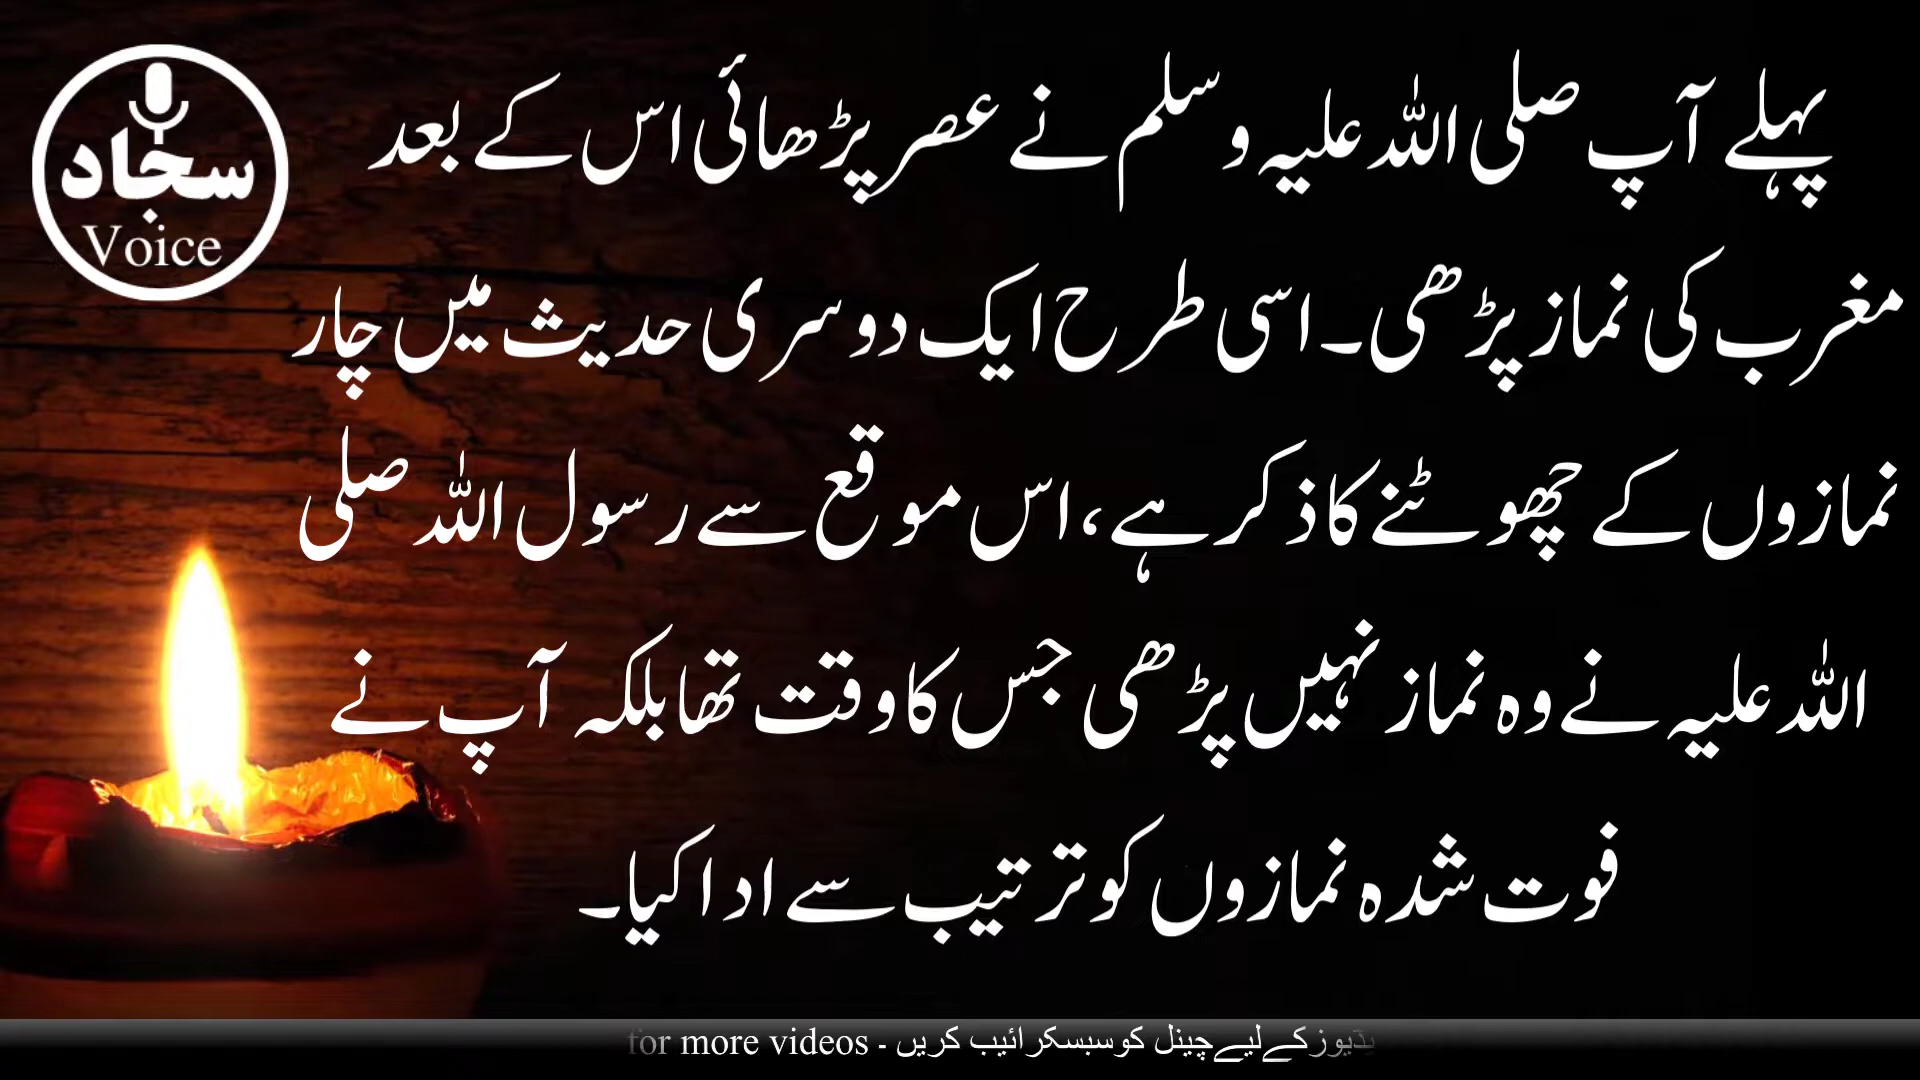 سجاد
Voice
پہلے آپ صلی اللہ علیہ و سلم نے عصر پڑھائی اس کے بعد
مغرب کی نماز پڑھی۔ اسی طرح ایک دوسری حدیث میں چار
نمازوں کے چھوٹنے کا ذکر ہے، اس موقع سے رسول اللہ صلی
اللہ علیہ نے وہ نماز نہیں پڑھی جس کا وقت تھا بلکہ آپ نے
فوت شدہ نمازوں کو ترتیب سے ادا کیا۔
for more videos - یڈیوز کے لیے چینل کو سبسکرائیب کریں